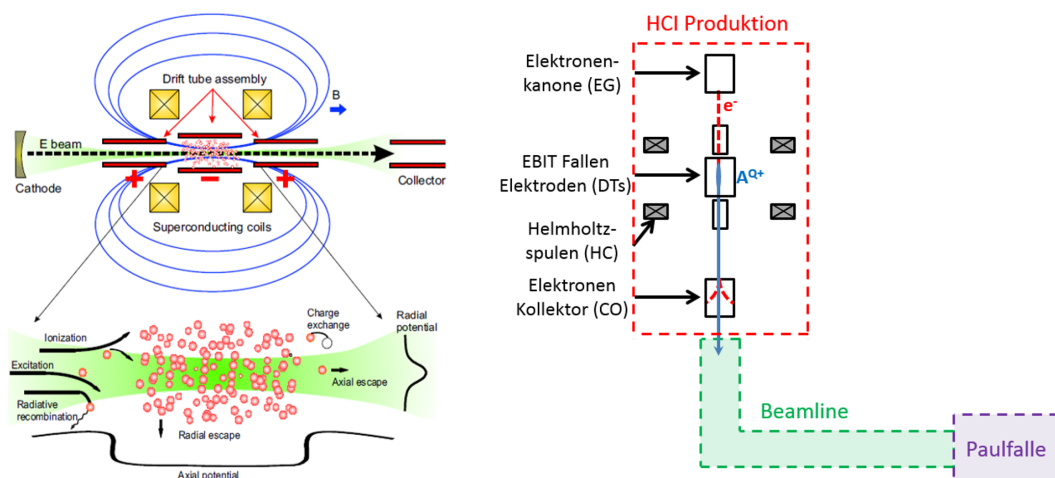 Drift tube assembly
B
E beam
Cathode
Collector
+
−
+
Superconducting coils
Charge
exchange
Radial
potential
Ionization
Excitation
Axial escape
Radiative
recombination
Radial escape
Axial potential
HCI Produktion
Elektronen-
kanone (EG)
e-
EBIT Fallen
Elektroden (DTs)
AQ+
Helmholtz-
spulen (HC)
Elektronen
Kollektor (CO)
Beamline
Paulfalle